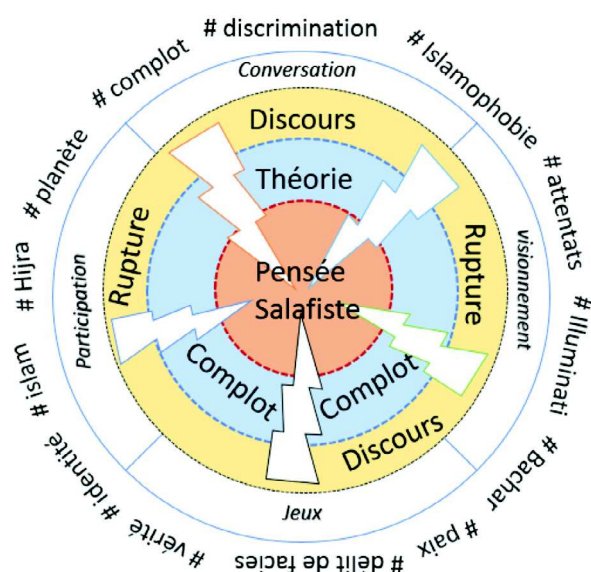 # discrimination
# Islamophobie
# attentats
# Illuminati
# Bachar
# paix
# délit de facies
# vérité
# identité
# islam
# Hijra
# planète
# complot
Conversation
visionnement
Jeux
Participation
Discours
Rupture
Discours
Rupture
Théorie
Complot
Complot
Pensée
Salafiste